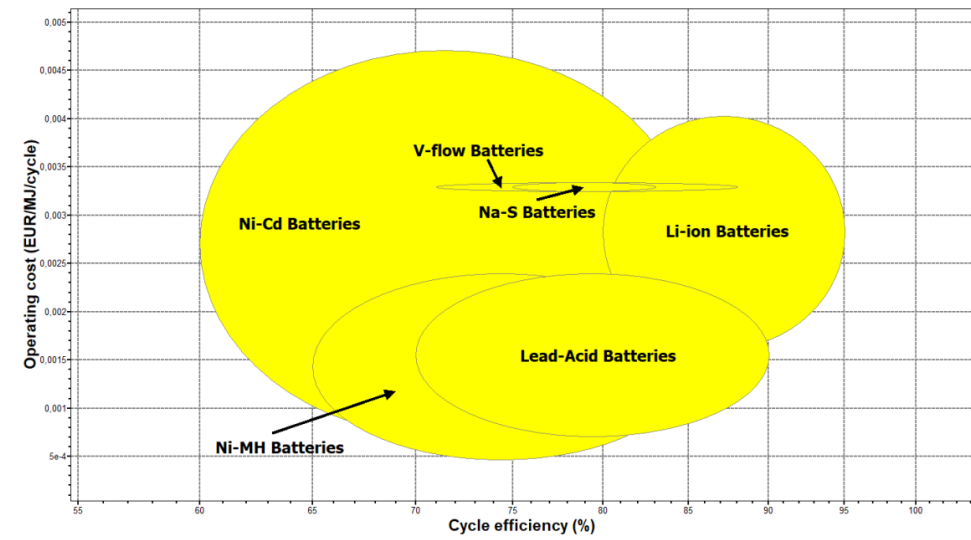 0,005
0,0045
0,004
0,0035
0,003
0,0025
0,002
0,0015
0,001
5e-4
Operating cost (EUR/MJ/cycle)
V-flow Batteries
Na-S Batteries
Ni-Cd Batteries
Li-ion Batteries
Lead-Acid Batteries
Ni-MH Batteries
55 60 65 70 75 80 85 90 95 100
Cycle efficiency (%)